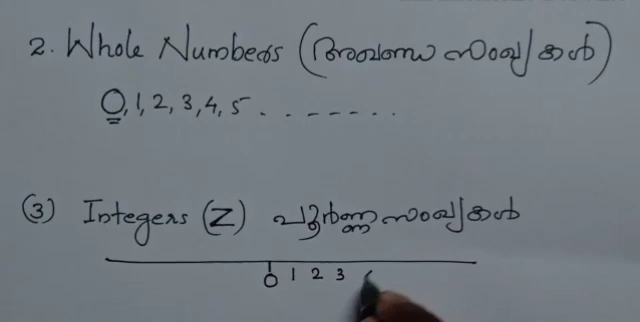 2. Whole Numbers (അഖണ്ഡ സംഖ്യകൾ)
0, 1, 2, 3, 4, 5 . . - - - - - . .
(3) Integers (Z) പൂർണ്ണസംഖ്യകൾ
0 1 2 3